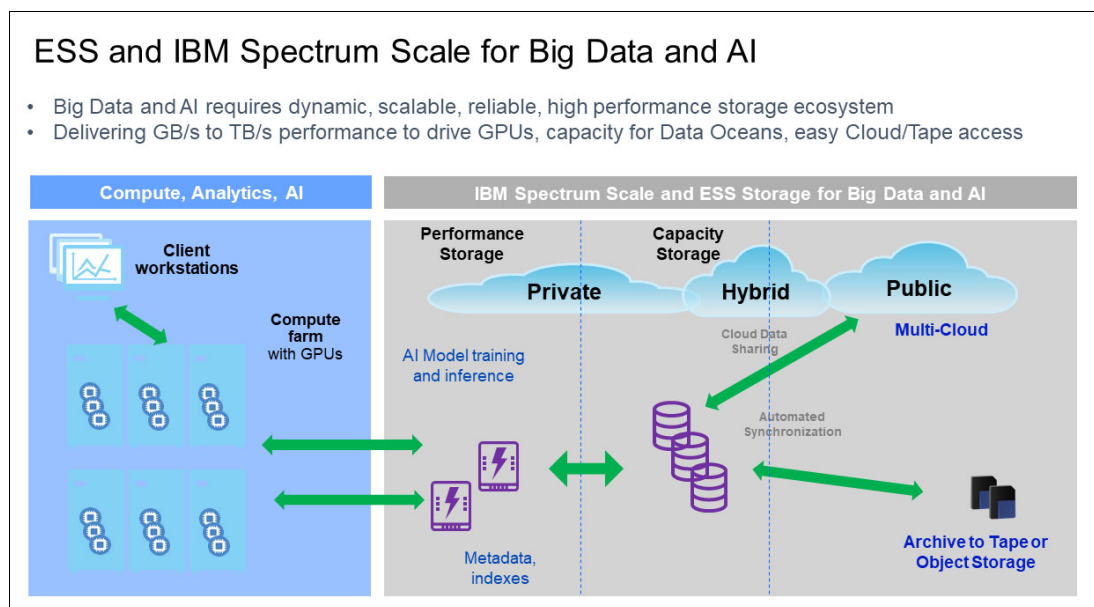 ESS and IBM Spectrum Scale for Big Data and AI
• Big Data and AI requires dynamic, scalable, reliable, high performance storage ecosystem
• Delivering GB/s to TB/s performance to drive GPUs, capacity for Data Oceans, easy Cloud/Tape access
Compute, Analytics, AI
Client
workstations
Compute
farm
with GPUs
IBM Spectrum Scale and ESS Storage for Big Data and AI
Performance
Storage
Capacity
Storage
Private
Hybrid
Public
Multi-Cloud
Cloud Data
Sharing
AI Model training
and inference
Automated
Synchronization
Metadata,
indexes
Archive to Tape or
Object Storage